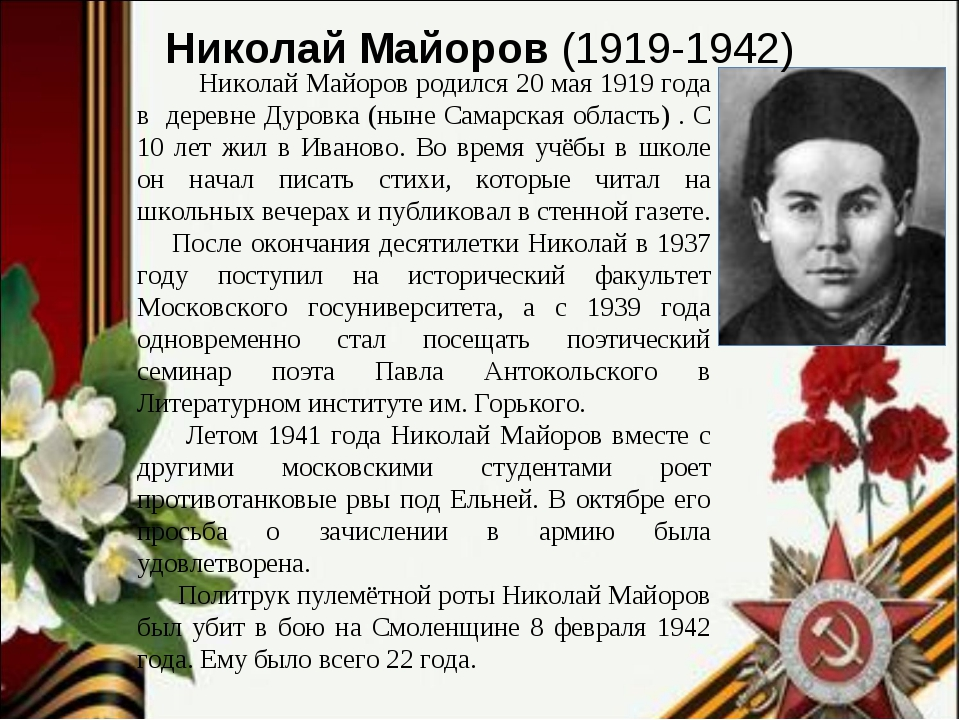 Николай Майоров (1919-1942)
Николай Майоров родился 20 мая 1919 года
в деревне Дуровка (ныне Самарская область) . С
10 лет жил в Иваново. Во время учёбы в школе
он начал писать стихи, которые читал на
школьных вечерах и публиковал в стенной газете.
После окончания десятилетки Николай в 1937
году поступил на исторический факультет
Московского госуниверситета, а с 1939 года
одновременно стал посещать поэтический
семинар поэта Павла Антокольского в
Литературном институте им. Горького.
Летом 1941 года Николай Майоров вместе с
другими московскими студентами роет
противотанковые рвы под Ельней. В октябре его
просьба о зачислении в армию была
удовлетворена.
Политрук пулемётной роты Николай Майоров
был убит в бою на Смоленщине 8 февраля 1942
года. Ему было всего 22 года.